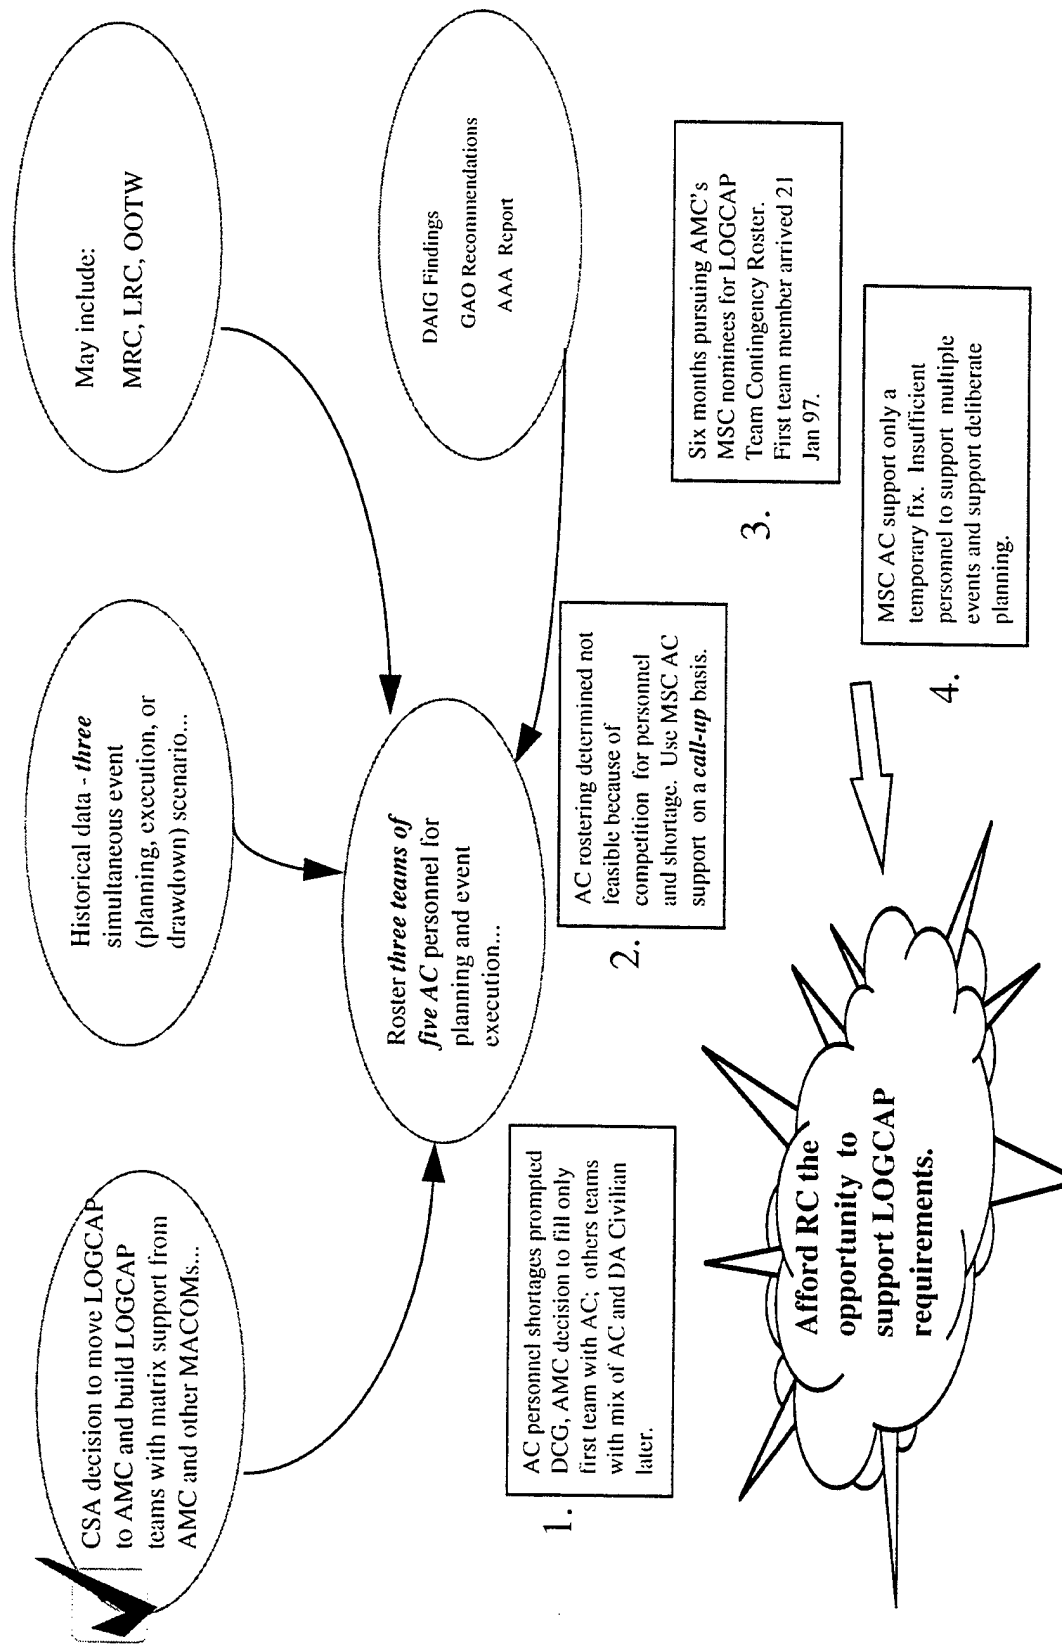 CSA decision to move LOGCAP
to AMC and build LOGCAP
teams with matrix support from
AMC and other MACOMs...
Historical data - three
simultaneous event
(planning, execution, or
drawdown) scenario...
May include:
MRC, LRC, OOTW
Roster three teams of
five AC personnel for
planning and event
execution...
DAIG Findings
GAO Recommendations
AAA Report
1.
AC personnel shortages prompted
DCG, AMC decision to fill only
first team with AC; others teams
with mix of AC and DA Civilian
later.
2.
AC rostering determined not
feasible because of
competition for personnel
and shortage. Use MSC AC
support on a call-up basis.
3.
Six months pursuing AMC's
MSC nominees for LOGCAP
Team Contingency Roster.
First team member arrived 21
Jan 97.
4.
MSC AC support only a
temporary fix. Insufficient
personnel to support multiple
events and support deliberate
planning.
Afford RC the
opportunity to
support LOGCAP
requirements.